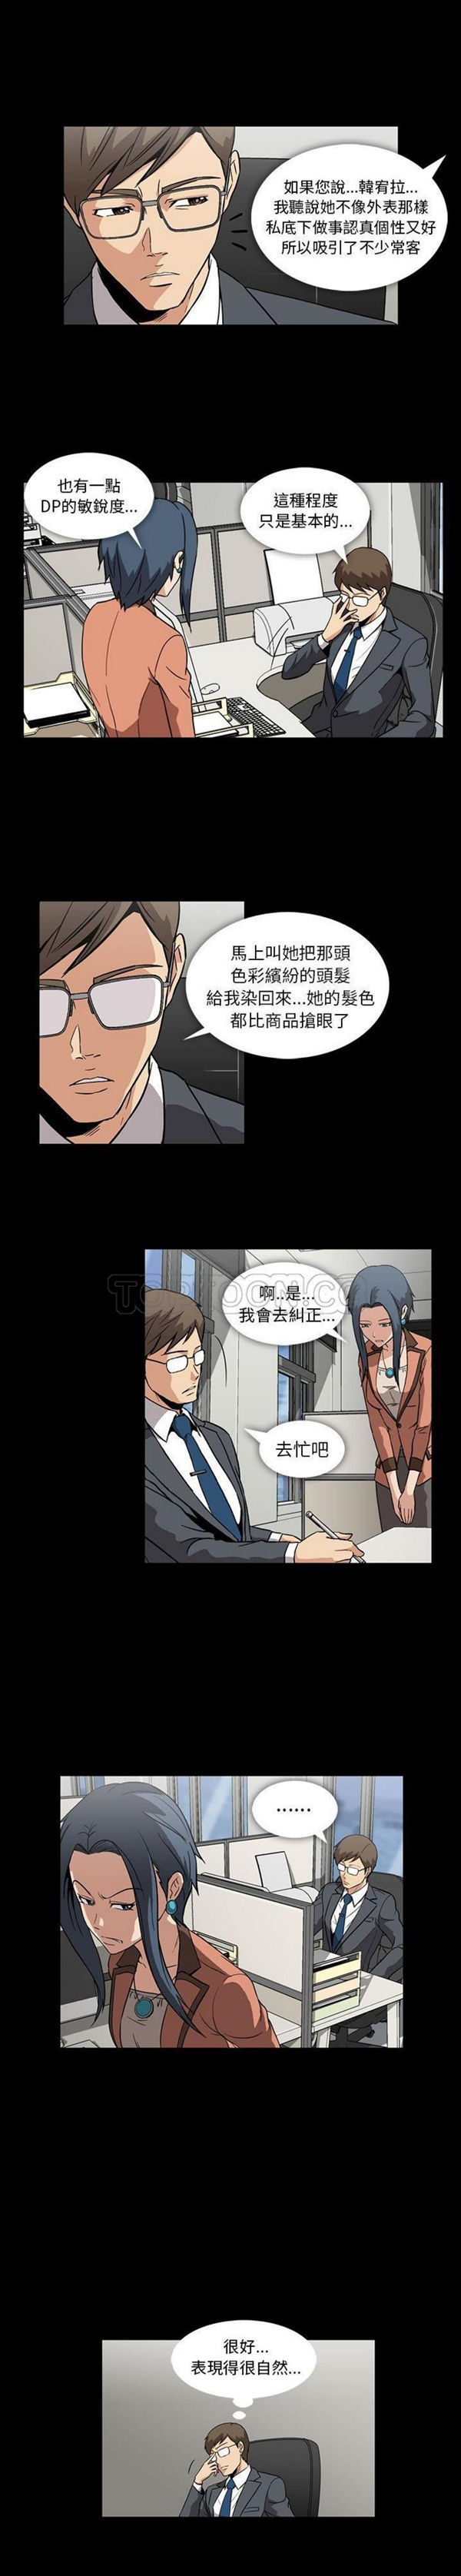 如果您說...韓宥拉...
我聽說她不像外表那樣
私底下做事認真個性又好
所以吸引了不少常客
也有一點
DP的敏銳度...
這種程度
只是基本的...
馬上叫她把那頭
色彩繽紛的頭髮
給我染回來...她的髮色
都比商品搶眼了
啊..是...
我會去糾正...
去忙吧
......
很好...
表現得很自然...